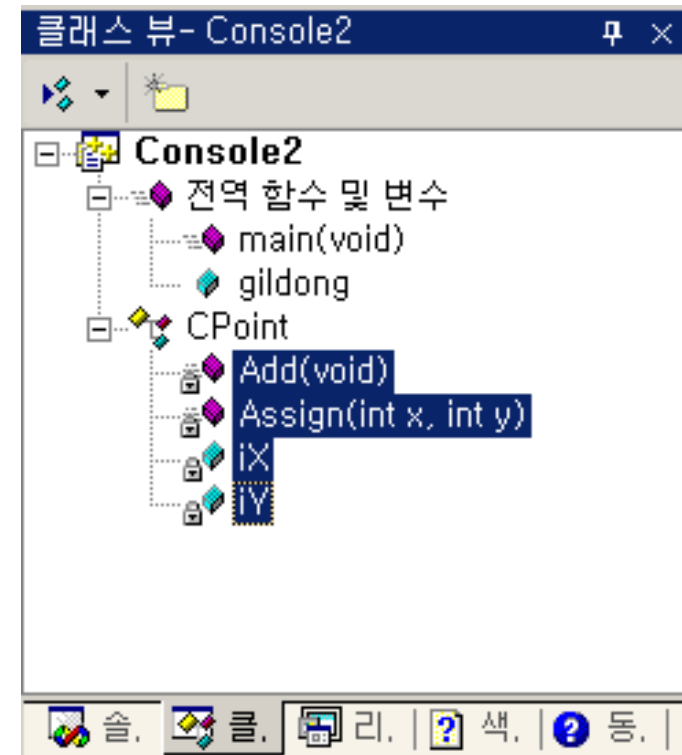 클래스 뷰- Console2
Console2
전역 함수 및 변수
main(void)
gildong
CPoint
Add(void)
Assign(int x, int y)
iX
iY
솔. 클. 리. 색. 동.